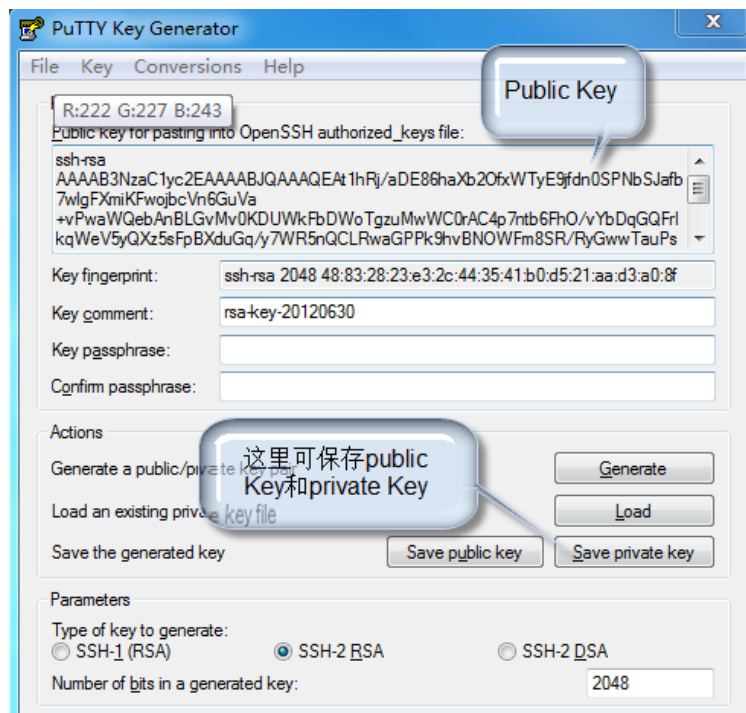 PuTTY Key Generator
X
File Key Conversions Help
Public Key
R:222 G:227 B:243
Public key for pasting into OpenSSH authorized_keys file:
ssh-rsa
AAAAB3NzaC1yc2EAAAABJQAAAQEAt1hRj/aDE86haXb2OfxWTyE9jfdn0SPNbSJafb
7wlgFXmiKFwojbcVn6GuVa
+vPwaWQebAnBLGvMv0KDUWkFbDWoTgzuMwWC0rAC4p7ntb6FhO/vYbDqGQFrl
kqWeV5yQXz5sFpBXduGq/y7WR5nQCLRwaGPPk9hvBNOWFm8SR/RyGwwTauPs
Key fingerprint: ssh-rsa 2048 48:83:28:23:e3:2c:44:35:41:b0:d5:21:aa:d3:a0:8f
Key comment: rsa-key-20120630
Key passphrase:
Confirm passphrase:
Actions
这里可保存public
Key和private Key
Generate a public/private key pair Generate
Load an existing private key file Load
Save the generated key Save public key Save private key
Parameters
Type of key to generate:
SSH-1 (RSA) SSH-2 RSA SSH-2 DSA
Number of bits in a generated key: 2048